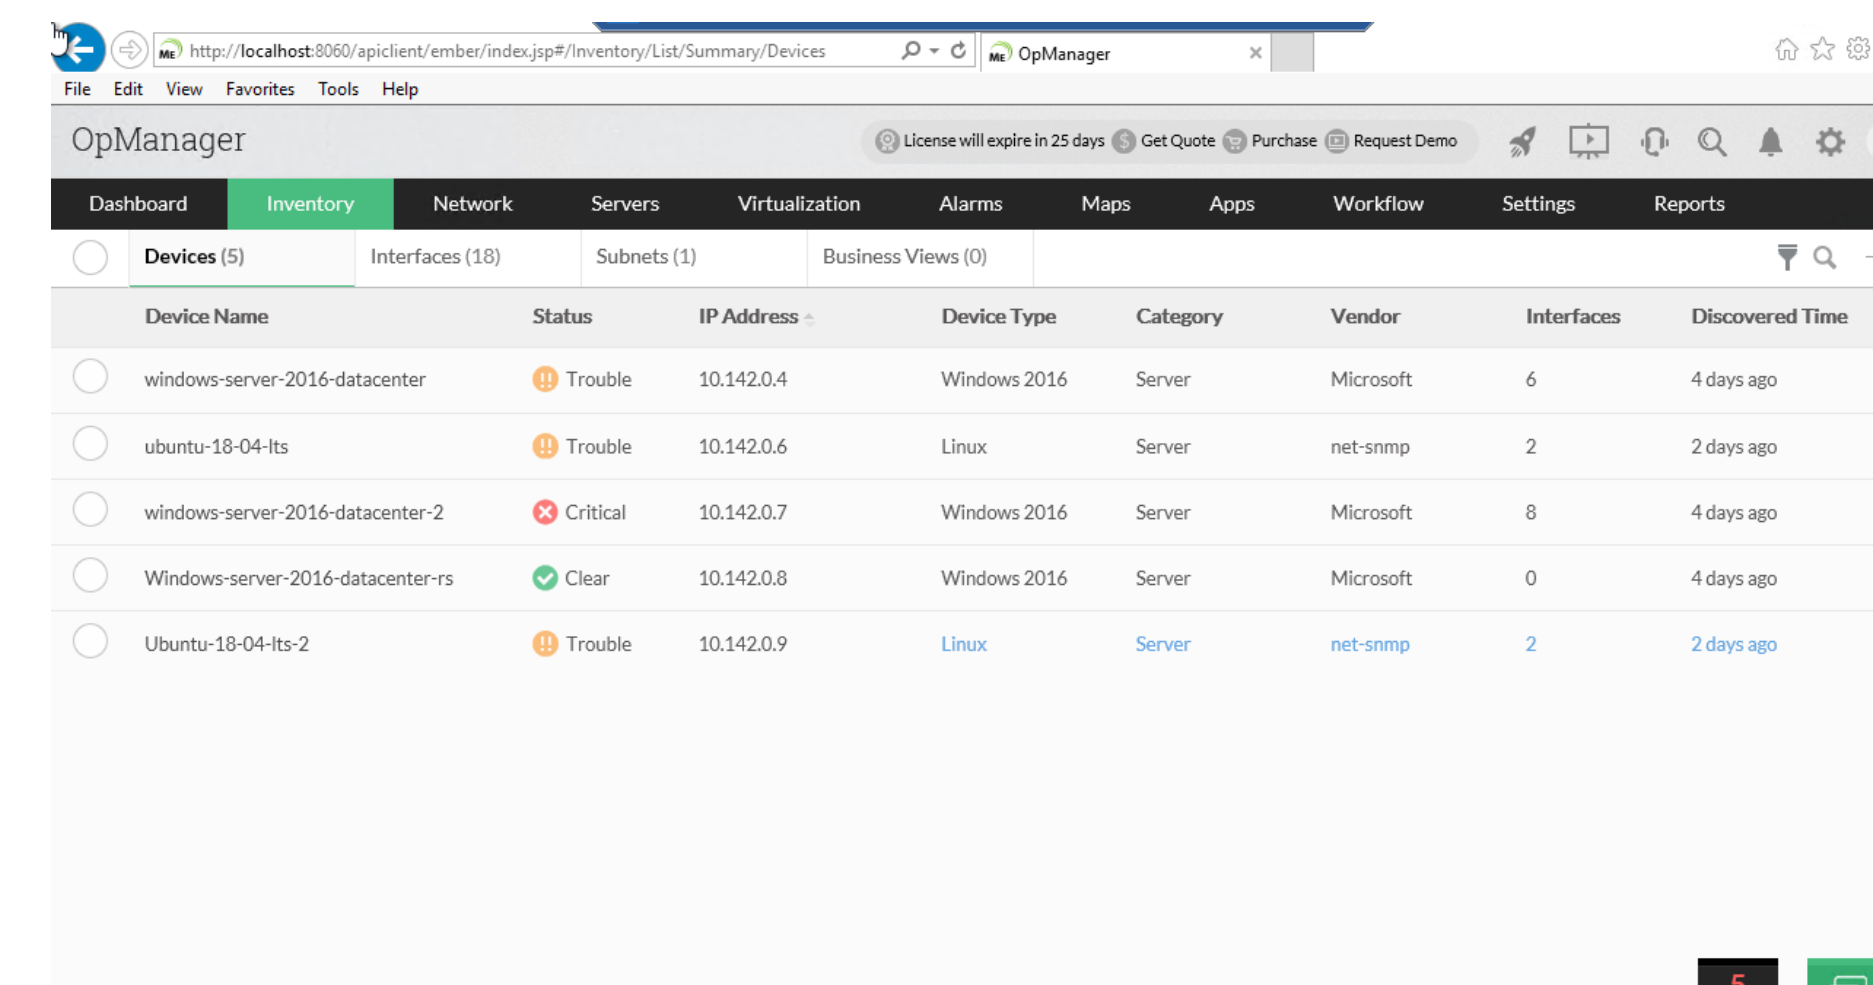 ME http://localhost:8060/apiclient/ember/index.jsp#/Inventory/List/Summary/Devices ME OpManager
File Edit View Favorites Tools Help
OpManager License will expire in 25 days $ Get Quote Purchase Request Demo
Dashboard Inventory Network Servers Virtualization Alarms Maps Apps Workflow Settings Reports
Devices (5) Interfaces (18) Subnets (1) Business Views (0)
Device Name Status IP Address Device Type Category Vendor Interfaces Discovered Time
windows-server-2016-datacenter Trouble 10.142.0.4 Windows 2016 Server Microsoft 6 4 days ago
ubuntu-18-04-lts Trouble 10.142.0.6 Linux Server net-snmp 2 2 days ago
windows-server-2016-datacenter-2 Critical 10.142.0.7 Windows 2016 Server Microsoft 8 4 days ago
Windows-server-2016-datacenter-rs Clear 10.142.0.8 Windows 2016 Server Microsoft 0 4 days ago
Ubuntu-18-04-lts-2 Trouble 10.142.0.9 Linux Server net-snmp 2 2 days ago
5